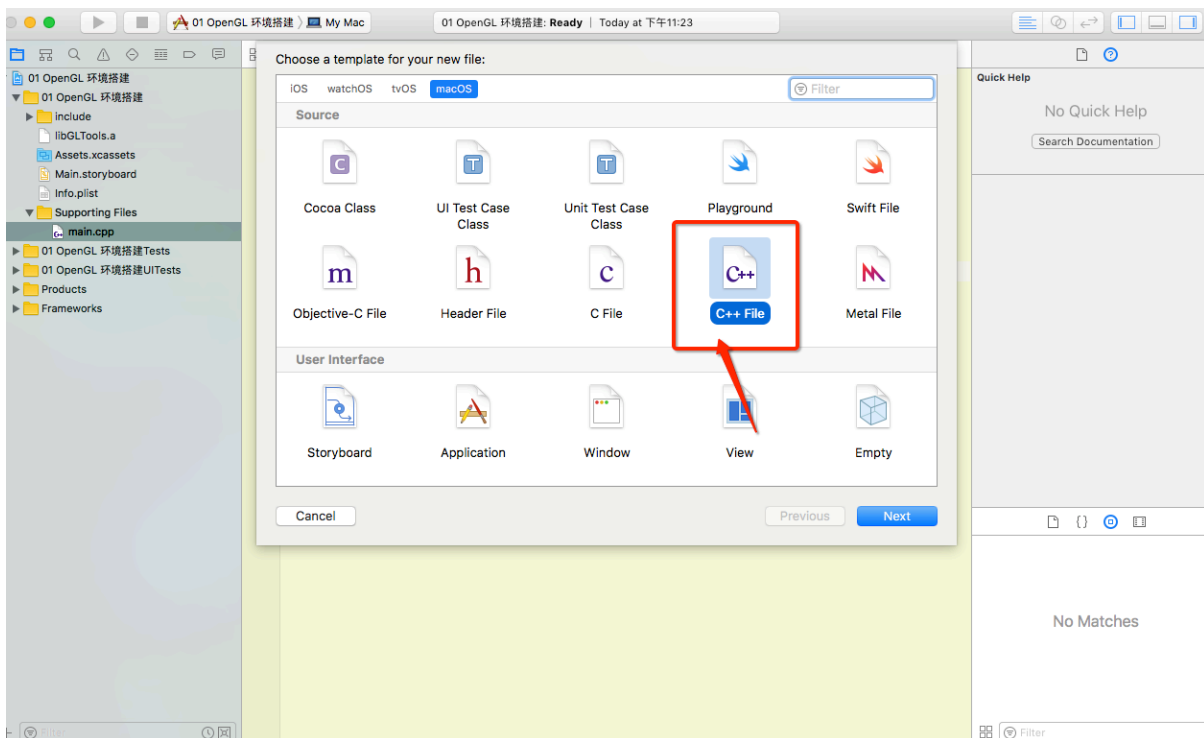 01 OpenGL 环境搭建 〉 My Mac
01 OpenGL 环境搭建: Ready | Today at 下午11:23
01 OpenGL 环境搭建
01 OpenGL 环境搭建
include
libGLTools.a
Assets.xcassets
Main.storyboard
Info.plist
Supporting Files
main.cpp
01 OpenGL 环境搭建Tests
01 OpenGL 环境搭建UITests
Products
Frameworks
Filter
Choose a template for your new file:
iOS watchOS tvOS macOS
Filter
Source
C T T
Cocoa Class
UI Test Case
Class
Unit Test Case
Class
Playground
Swift File
m h c C++
Objective-C File
Header File
C File
C++ File
Metal File
User Interface
Storyboard
Application
Window
View
Empty
Cancel
Previous
Next
Quick Help
No Quick Help
Search Documentation
{}
No Matches
Filter